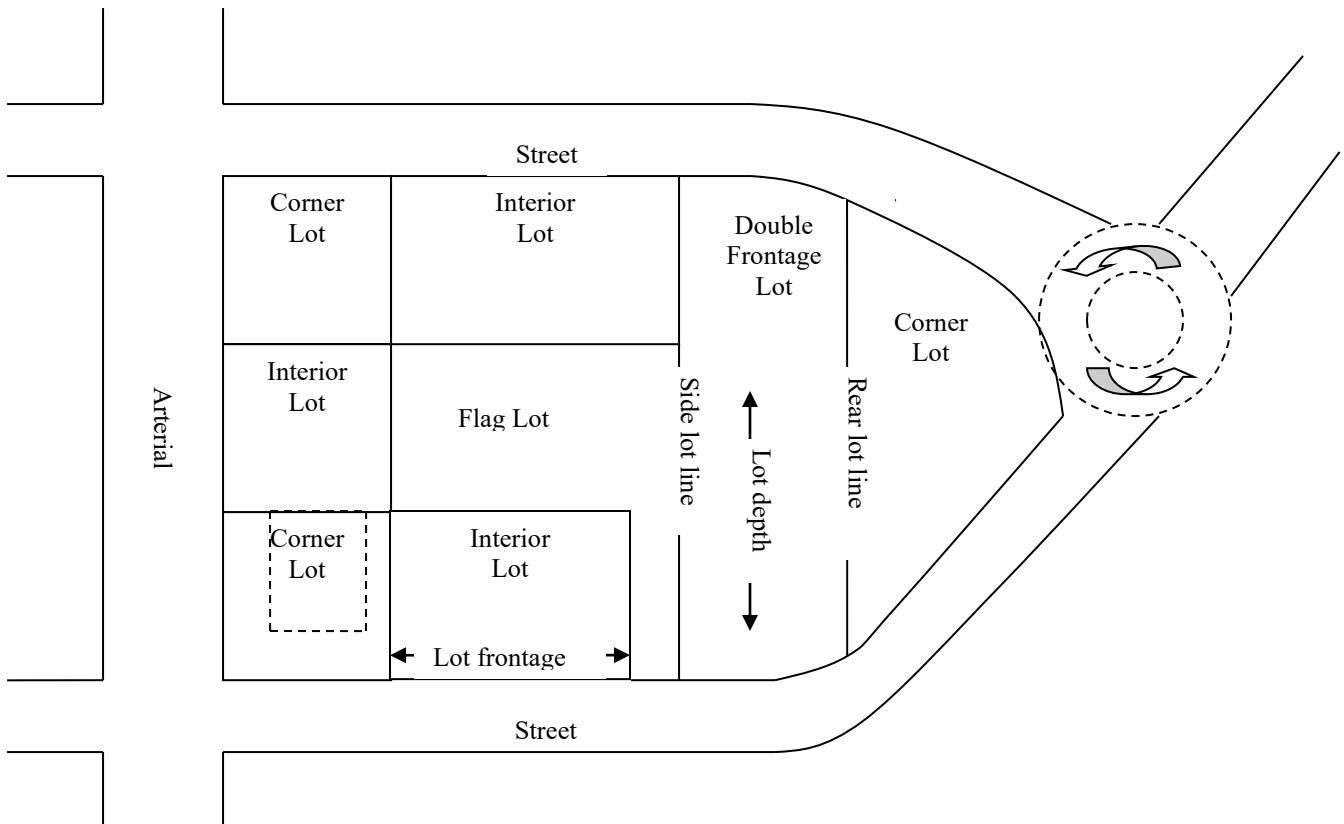 Street
Corner
Lot
Interior
Lot
Double
Frontage
Lot
Corner
Lot
Interior
Lot
Flag Lot
Arterial
Side lot line
Lot depth
Rear lot line
Corner
Lot
Interior
Lot
Lot frontage
Street